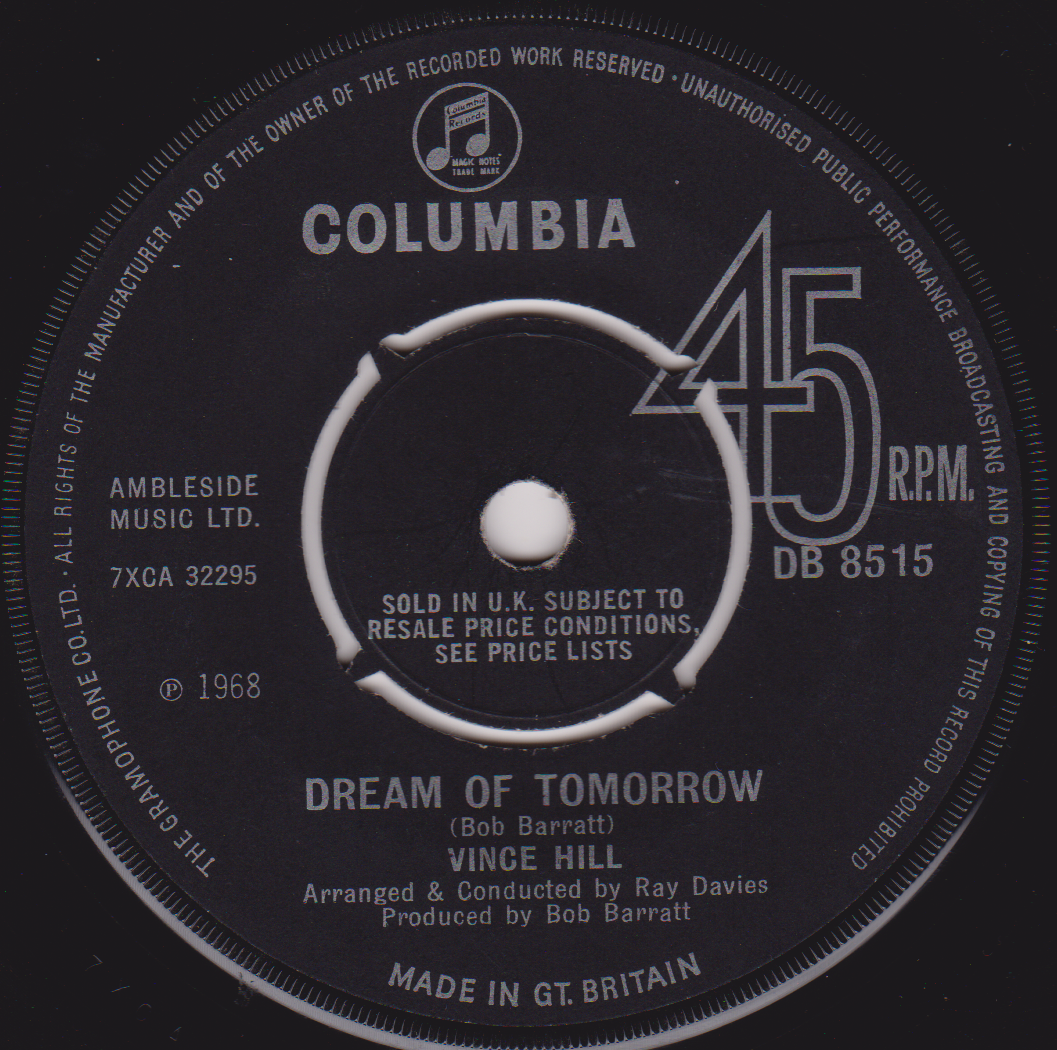 THE GRAMOPHONE CO. LTD. · ALL RIGHTS OF THE MANUFACTURER AND OF THE OWNER OF THE RECORDED WORK RESERVED · UNAUTHORISED PUBLIC PERFORMANCE BROADCASTING AND COPYING OF THIS RECORD PROHIBITED
Columbia
Records
MAGIC NOTES
TRADE MARK
COLUMBIA
45 R.P.M.
AMBLESIDE
MUSIC LTD.
DB 8515
7XCA 32295
SOLD IN U.K. SUBJECT TO
RESALE PRICE CONDITIONS,
SEE PRICE LISTS
℗ 1968
DREAM OF TOMORROW
(Bob Barratt)
VINCE HILL
Arranged & Conducted by Ray Davies
Produced by Bob Barratt
MADE IN GT. BRITAIN